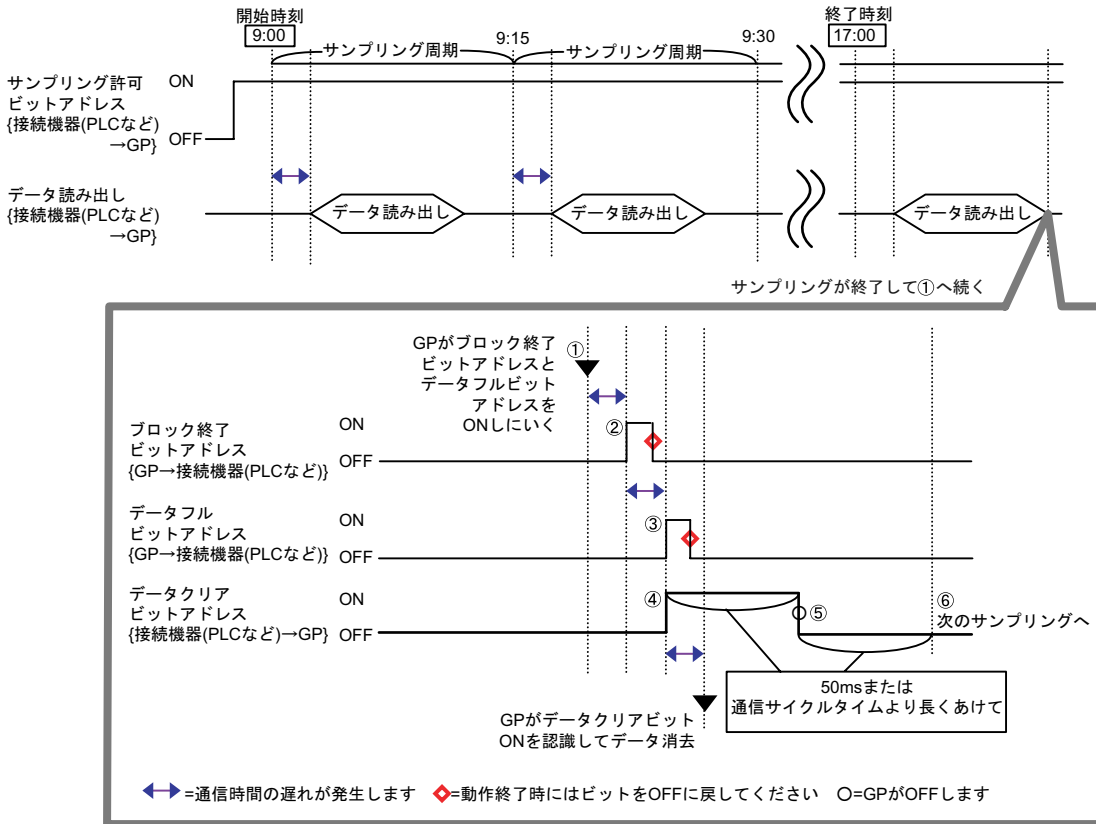 開始時刻
9:00
サンプリング周期
9:15
サンプリング周期
9:30
終了時刻
17:00
サンプリング許可
ビットアドレス
{接続機器(PLCなど)
→GP}
ON
OFF
データ読み出し
{接続機器(PLCなど)
→GP}
データ読み出し
データ読み出し
データ読み出し
サンプリングが終了して①へ続く
GPがブロック終了
ビットアドレスと
データフルビット
アドレスを
ONしにいく
①
ブロック終了
ビットアドレス
{GP→接続機器(PLCなど)}
ON
OFF
②
データフル
ビットアドレス
{GP→接続機器(PLCなど)}
ON
OFF
③
データクリア
ビットアドレス
{接続機器(PLCなど)→GP}
ON
OFF
④
⑤
⑥
次のサンプリングへ
50msまたは
通信サイクルタイムより長くあけて
GPがデータクリアビット
ONを認識してデータ消去
=通信時間の遅れが発生します
=動作終了時にはビットをOFFに戻してください
=GPがOFFします